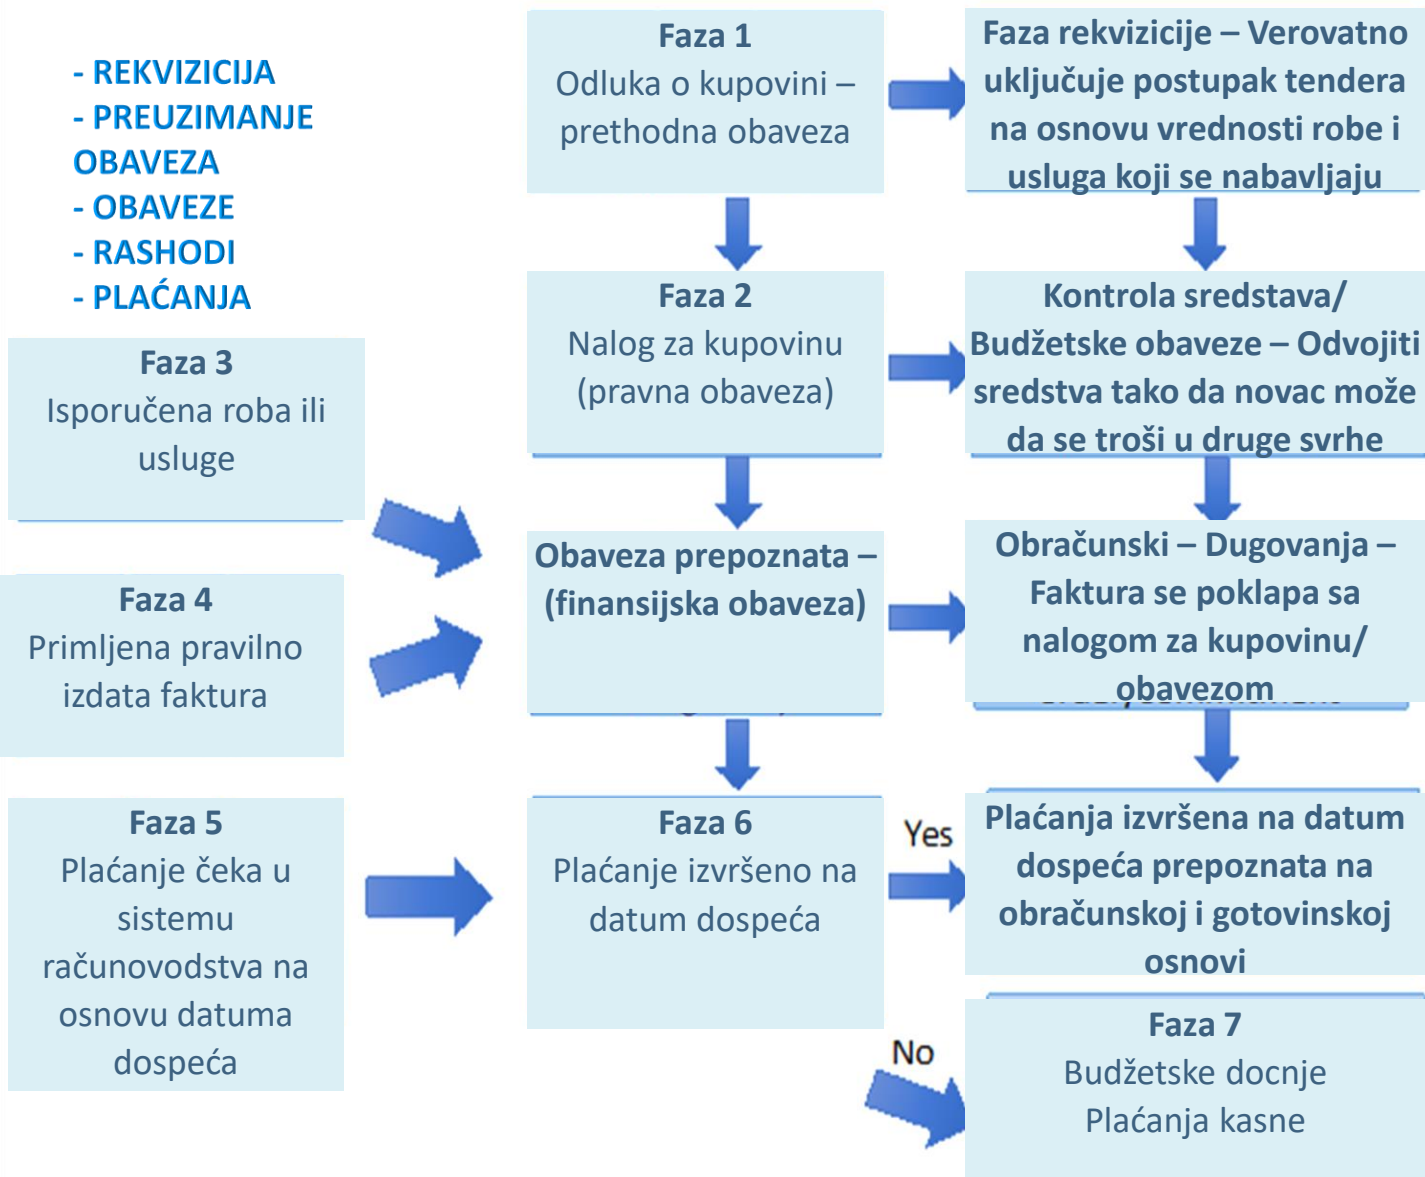 - REKVIZICIJA
- PREUZIMANJE
OBAVEZA
- OBAVEZE
- RASHODI
- PLAĆANJA
Faza 1
Odluka o kupovini –
prethodna obaveza
Faza rekvizicije – Verovatno
uključuje postupak tendera
na osnovu vrednosti robe i
usluga koji se nabavljaju
Faza 2
Nalog za kupovinu
(pravna obaveza)
Kontrola sredstava/
Budžetske obaveze – Odvojiti
sredstva tako da novac može
da se troši u druge svrhe
Faza 3
Isporučena roba ili
usluge
Faza 4
Primljena pravilno
izdata faktura
Obaveza prepoznata –
(finansijska obaveza)
Obračunski – Dugovanja –
Faktura se poklapa sa
nalogom za kupovinu/
obavezom
Faza 5
Plaćanje čeka u
sistemu
računovodstva na
osnovu datuma
dospeća
Faza 6
Plaćanje izvršeno na
datum dospeća
Yes
Plaćanja izvršena na datum
dospeća prepoznata na
obračunskoj i gotovinskoj
osnovi
No
Faza 7
Budžetske docnje
Plaćanja kasne